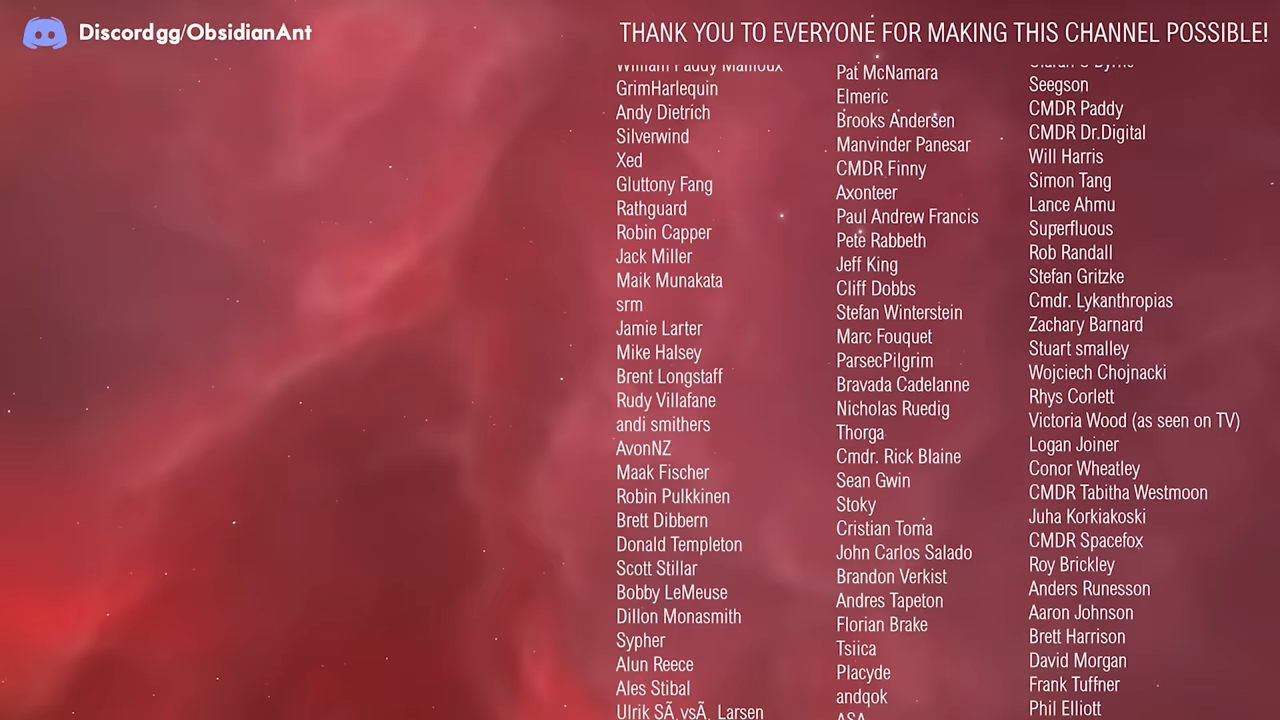 Discordgg/ObsidianAnt
THANK YOU TO EVERYONE FOR MAKING THIS CHANNEL POSSIBLE!
GrimHarlequin
Andy Dietrich
Silverwind
Xed
Gluttony Fang
Rathguard
Robin Capper
Jack Miller
Maik Munakata
srm
Jamie Larter
Mike Halsey
Brent Longstaff
Rudy Villafane
andi smithers
AvonNZ
Maak Fischer
Robin Pulkkinen
Brett Dibbern
Donald Templeton
Scott Stillar
Bobby LeMeuse
Dillon Monasmith
Sypher
Alun Reece
Ales Stibal
Ulrik SÃ¸vsÃ¸ Larsen
Pat McNamara
Elmeric
Brooks Andersen
Manvinder Panesar
CMDR Finny
Axonteer
Paul Andrew Francis
Pete Rabbeth
Jeff King
Cliff Dobbs
Stefan Winterstein
Marc Fouquet
ParsecPilgrim
Bravada Cadelanne
Nicholas Ruedig
Thorga
Cmdr. Rick Blaine
Sean Gwin
Stoky
Cristian Toma
John Carlos Salado
Brandon Verkist
Andres Tapeton
Florian Brake
Tsiica
Placyde
andqok
Seegson
CMDR Paddy
CMDR Dr.Digital
Will Harris
Simon Tang
Lance Ahmu
Superfluous
Rob Randall
Stefan Gritzke
Cmdr. Lykanthropias
Zachary Barnard
Stuart smalley
Wojciech Chojnacki
Rhys Corlett
Victoria Wood (as seen on TV)
Logan Joiner
Conor Wheatley
CMDR Tabitha Westmoon
Juha Korkiakoski
CMDR Spacefox
Roy Brickley
Anders Runesson
Aaron Johnson
Brett Harrison
David Morgan
Frank Tuffner
Phil Elliott